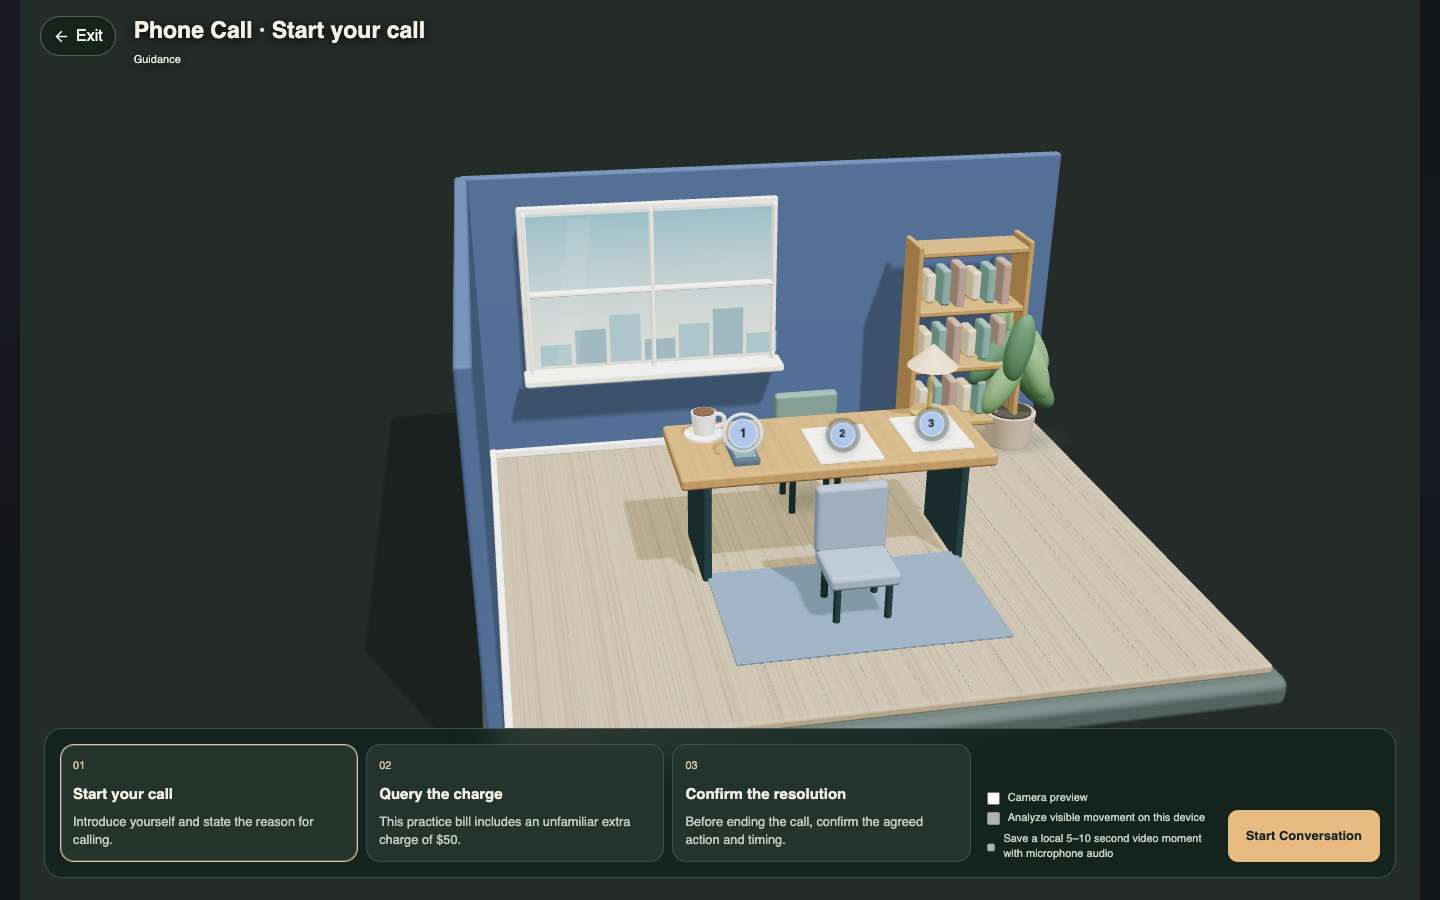 ← Exit
Phone Call · Start your call
Guidance
1
2
3
01
Start your call
Introduce yourself and state the reason for
calling.
02
Query the charge
This practice bill includes an unfamiliar extra
charge of $50.
03
Confirm the resolution
Before ending the call, confirm the agreed
action and timing.
Camera preview
Analyze visible movement on this device
Save a local 5–10 second video moment
with microphone audio
Start Conversation